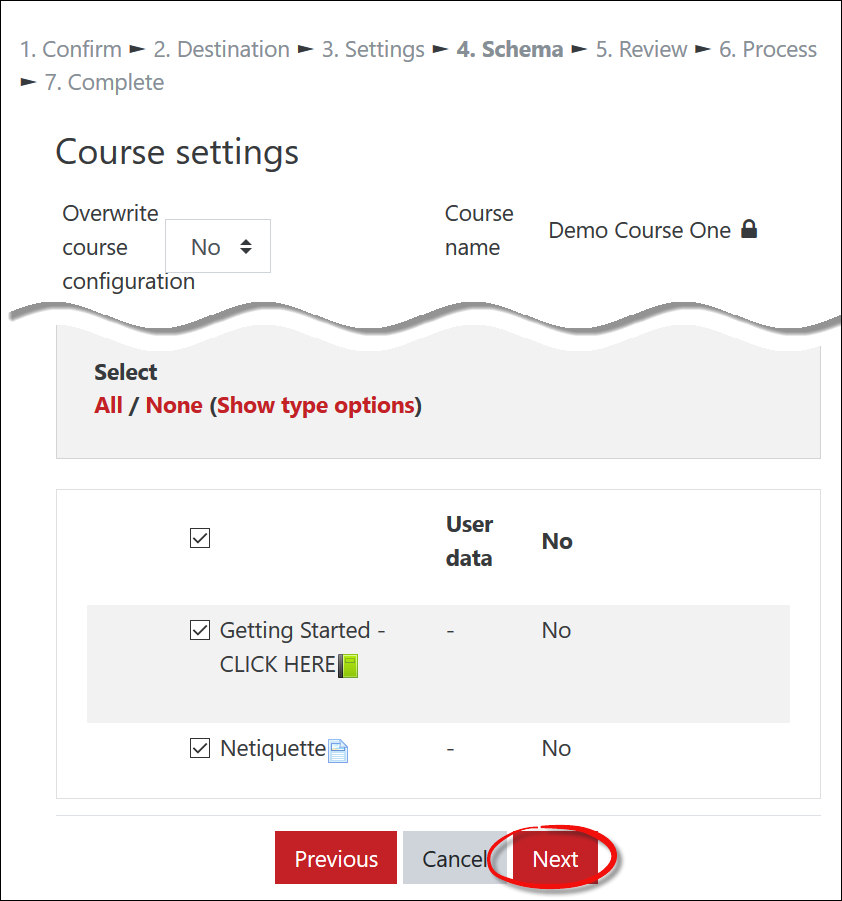 1. Confirm ► 2. Destination ► 3. Settings ► 4. Schema ► 5. Review ► 6. Process
► 7. Complete
Course settings
Overwrite course configuration
No
Course name
Demo Course One
Select
All / None (Show type options)
User data
No
Getting Started - CLICK HERE
-
No
Netiquette
-
No
Previous
Cancel
Next